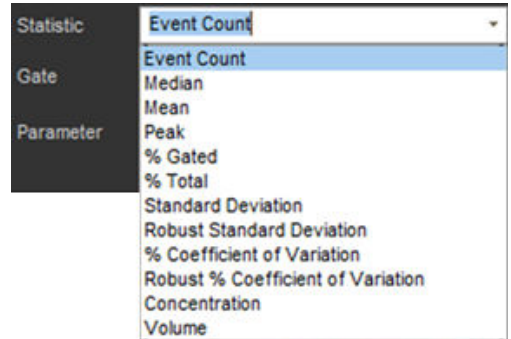 Statistic
Event Count
Event Count
Gate
Median
Mean
Parameter
Peak
% Gated
% Total
Standard Deviation
Robust Standard Deviation
% Coefficient of Variation
Robust % Coefficient of Variation
Concentration
Volume